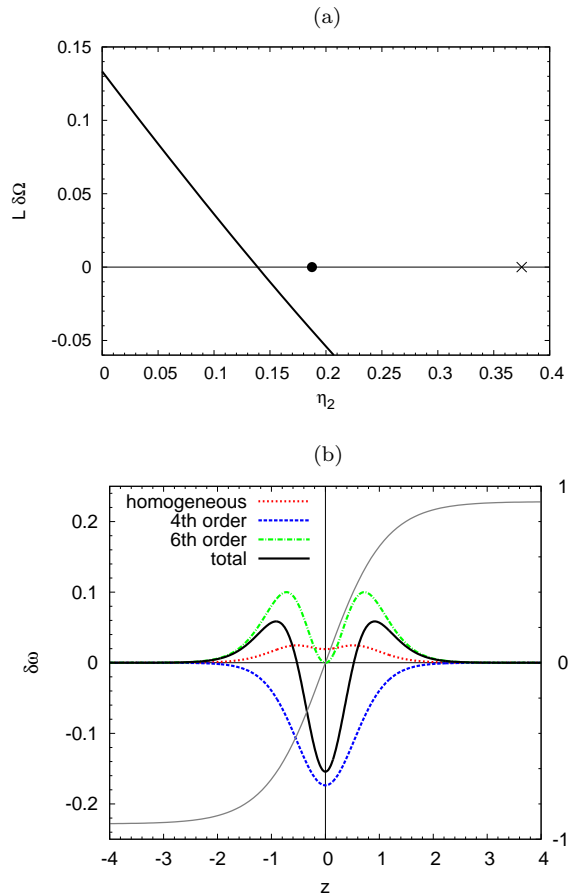 (a)
0.15
0.1
0.05
0
-0.05
L δΩ
0 0.05 0.1 0.15 0.2 0.25 0.3 0.35 0.4
η2
(b)
homogeneous
4th order
6th order
total
0.2
0.1
0
-0.1
-0.2
δω
1
0
-1
-4 -3 -2 -1 0 1 2 3 4
z